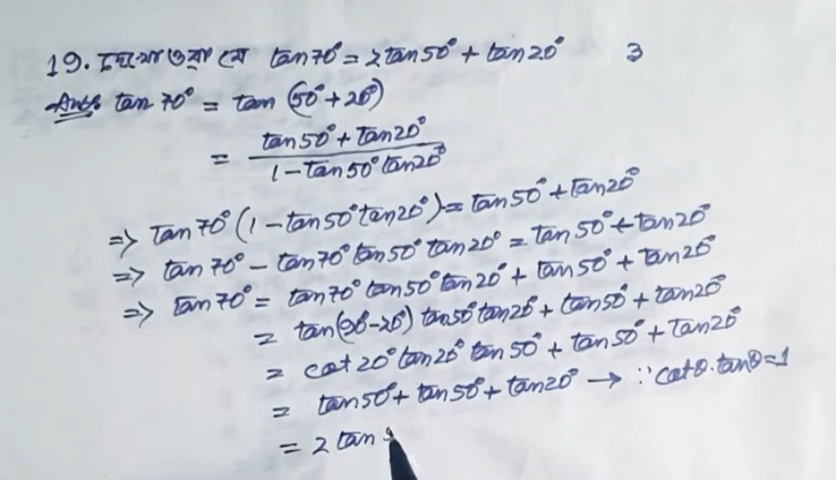 19. দেখাওৱা যে tan70° = 2tan50° + tan20° 3
Ans: tan 70° = tan (50° + 20°)
= (tan50° + tan20°) / (1 - tan50° tan20°)
=> tan70° (1 - tan50° tan20°) = tan50° + tan20°
=> tan70° - tan70° tan50° tan20° = tan50° + tan20°
=> tan70° = tan70° tan50° tan20° + tan50° + tan20°
= tan(90° - 20°) tan50° tan20° + tan50° + tan20°
= cot20° tan20° tan50° + tan50° + tan20°
= tan50° + tan50° + tan20° → ∵ cotθ.tanθ = 1
= 2 tan